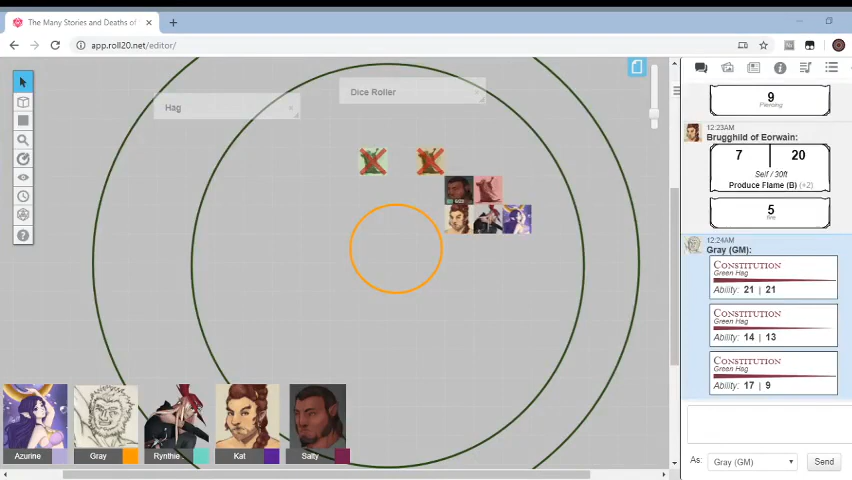 The Many Stories and Deaths of
app.roll20.net/editor/
Hag
Dice Roller
Azurine
Gray
Rynthie
Kat
Salty
9
Piercing
12:23AM
Brugghild of Eorwain:
7 20
Self / 30ft
Produce Flame (B) (+2)
5
fire
12:24AM
Gray (GM):
Constitution
Green Hag
Ability: 21 | 21
Constitution
Green Hag
Ability: 14 | 13
Constitution
Green Hag
Ability: 17 | 9
As: Gray (GM) Send